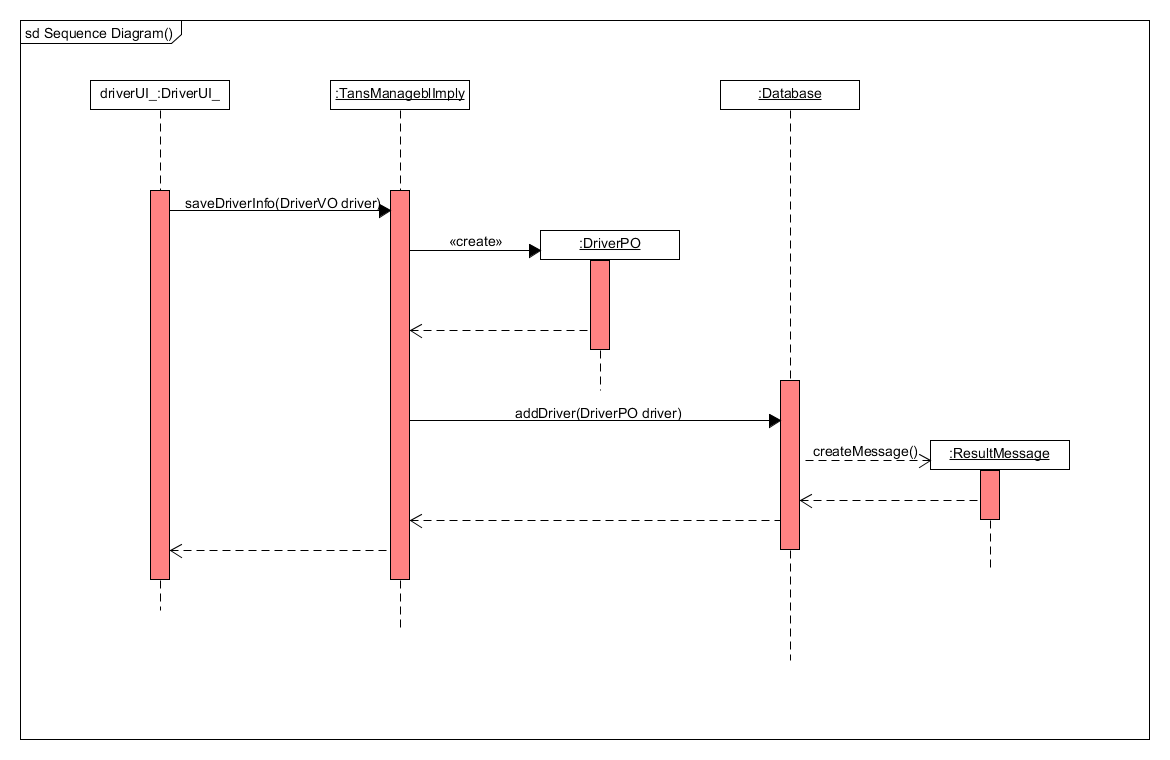 sd Sequence Diagram()
driverUI_:DriverUI_
:TansManageblImply
:Database
saveDriverInfo(DriverVO driver)
«create»
:DriverPO
addDriver(DriverPO driver)
createMessage()
:ResultMessage